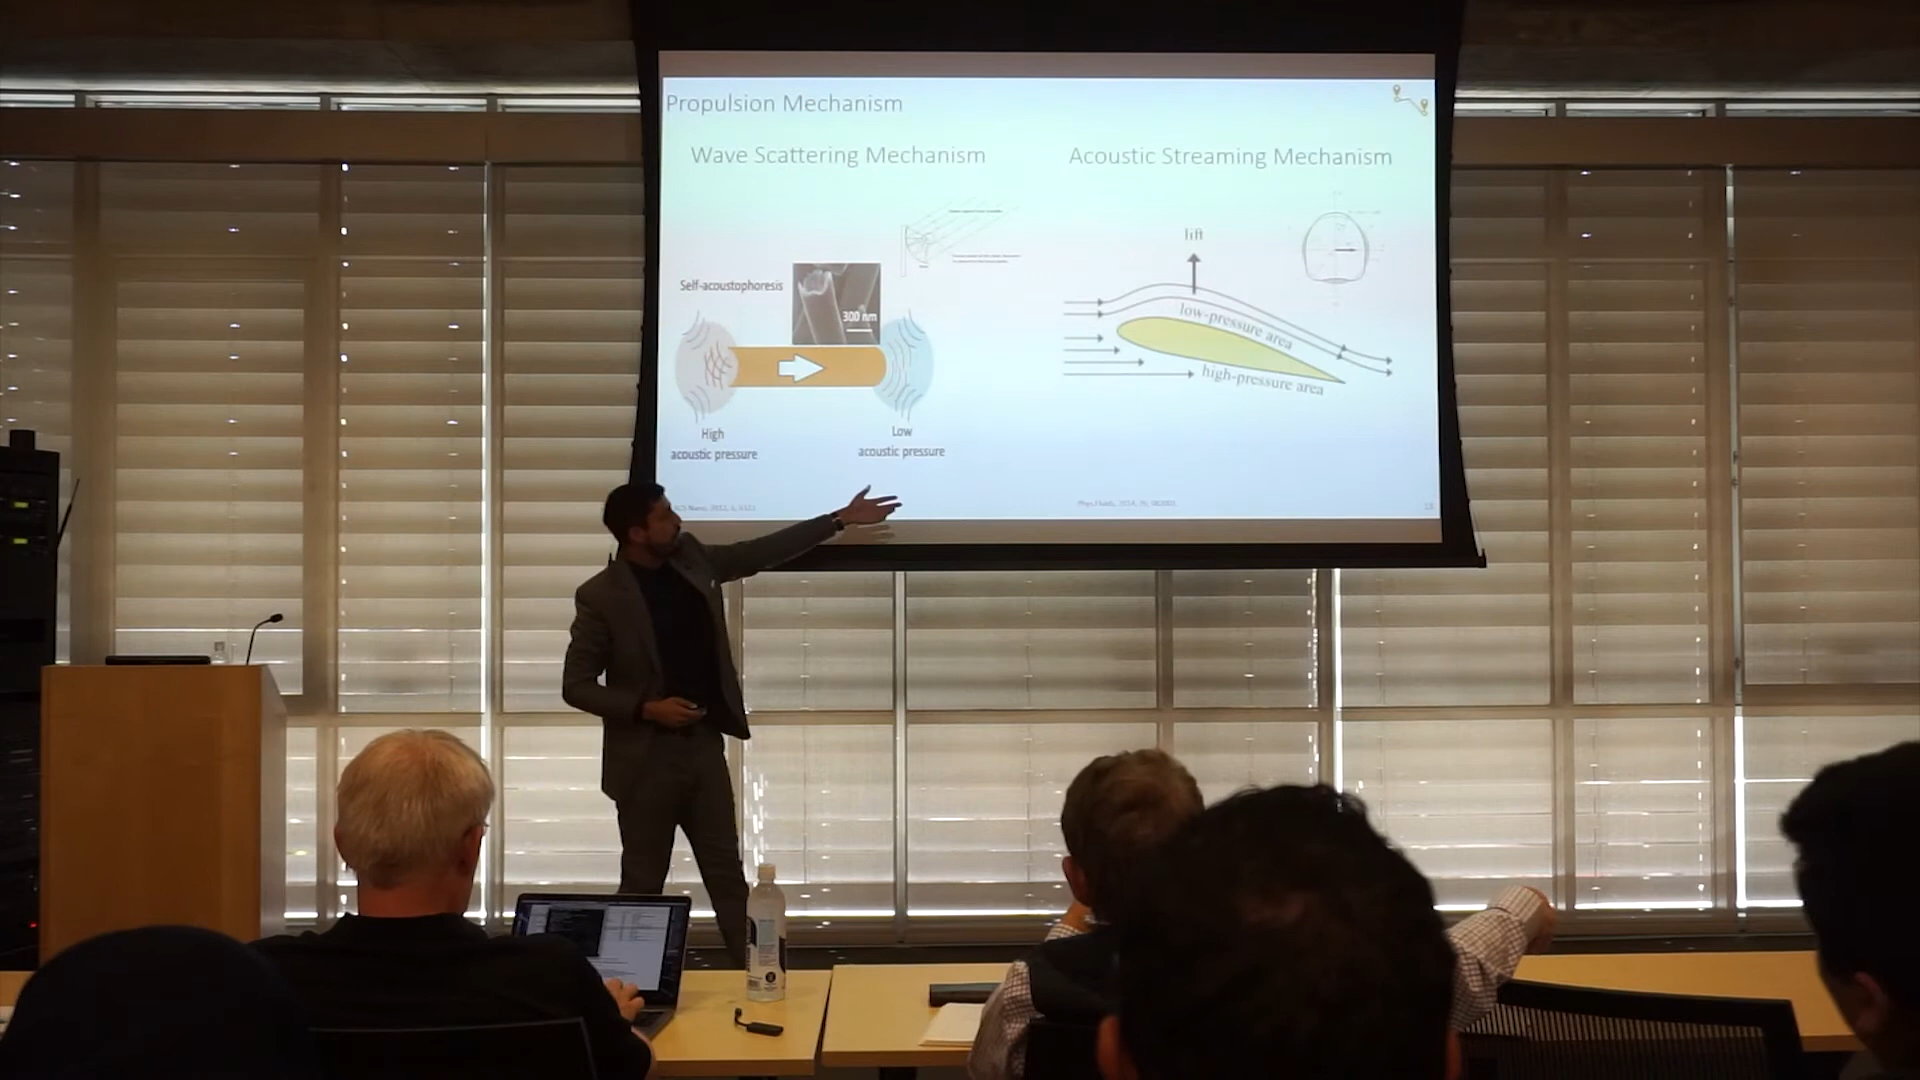 Propulsion Mechanism
Wave Scattering Mechanism
Acoustic Streaming Mechanism
lift
Self-acoustophoresis
300 nm
low-pressure area
high-pressure area
High
acoustic pressure
Low
acoustic pressure
18